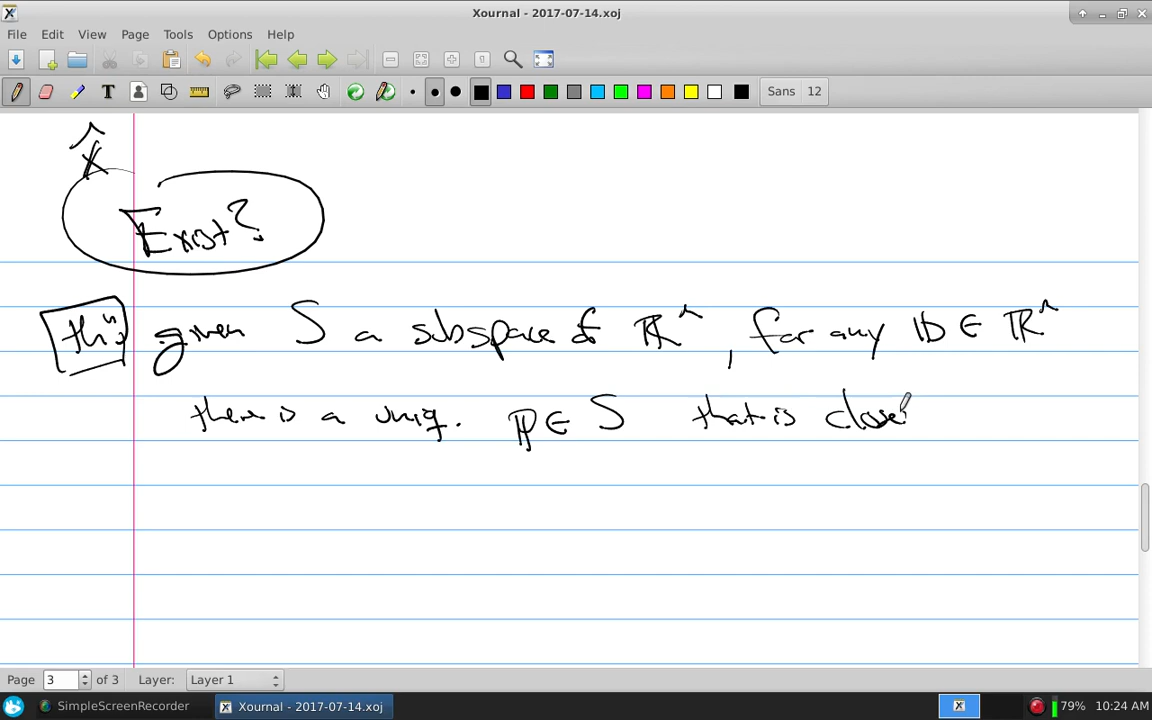 Xournal - 2017-07-14.xoj
File Edit View Page Tools Options Help
Sans 12
x̂
Exist?
thⁿ: given S a subspace of ℝⁿ, for any b ∈ ℝⁿ
there is a uniq. p ∈ S that is close
Page 3 of 3 Layer: Layer 1
SimpleScreenRecorder Xournal - 2017-07-14.xoj 79% 10:24 AM